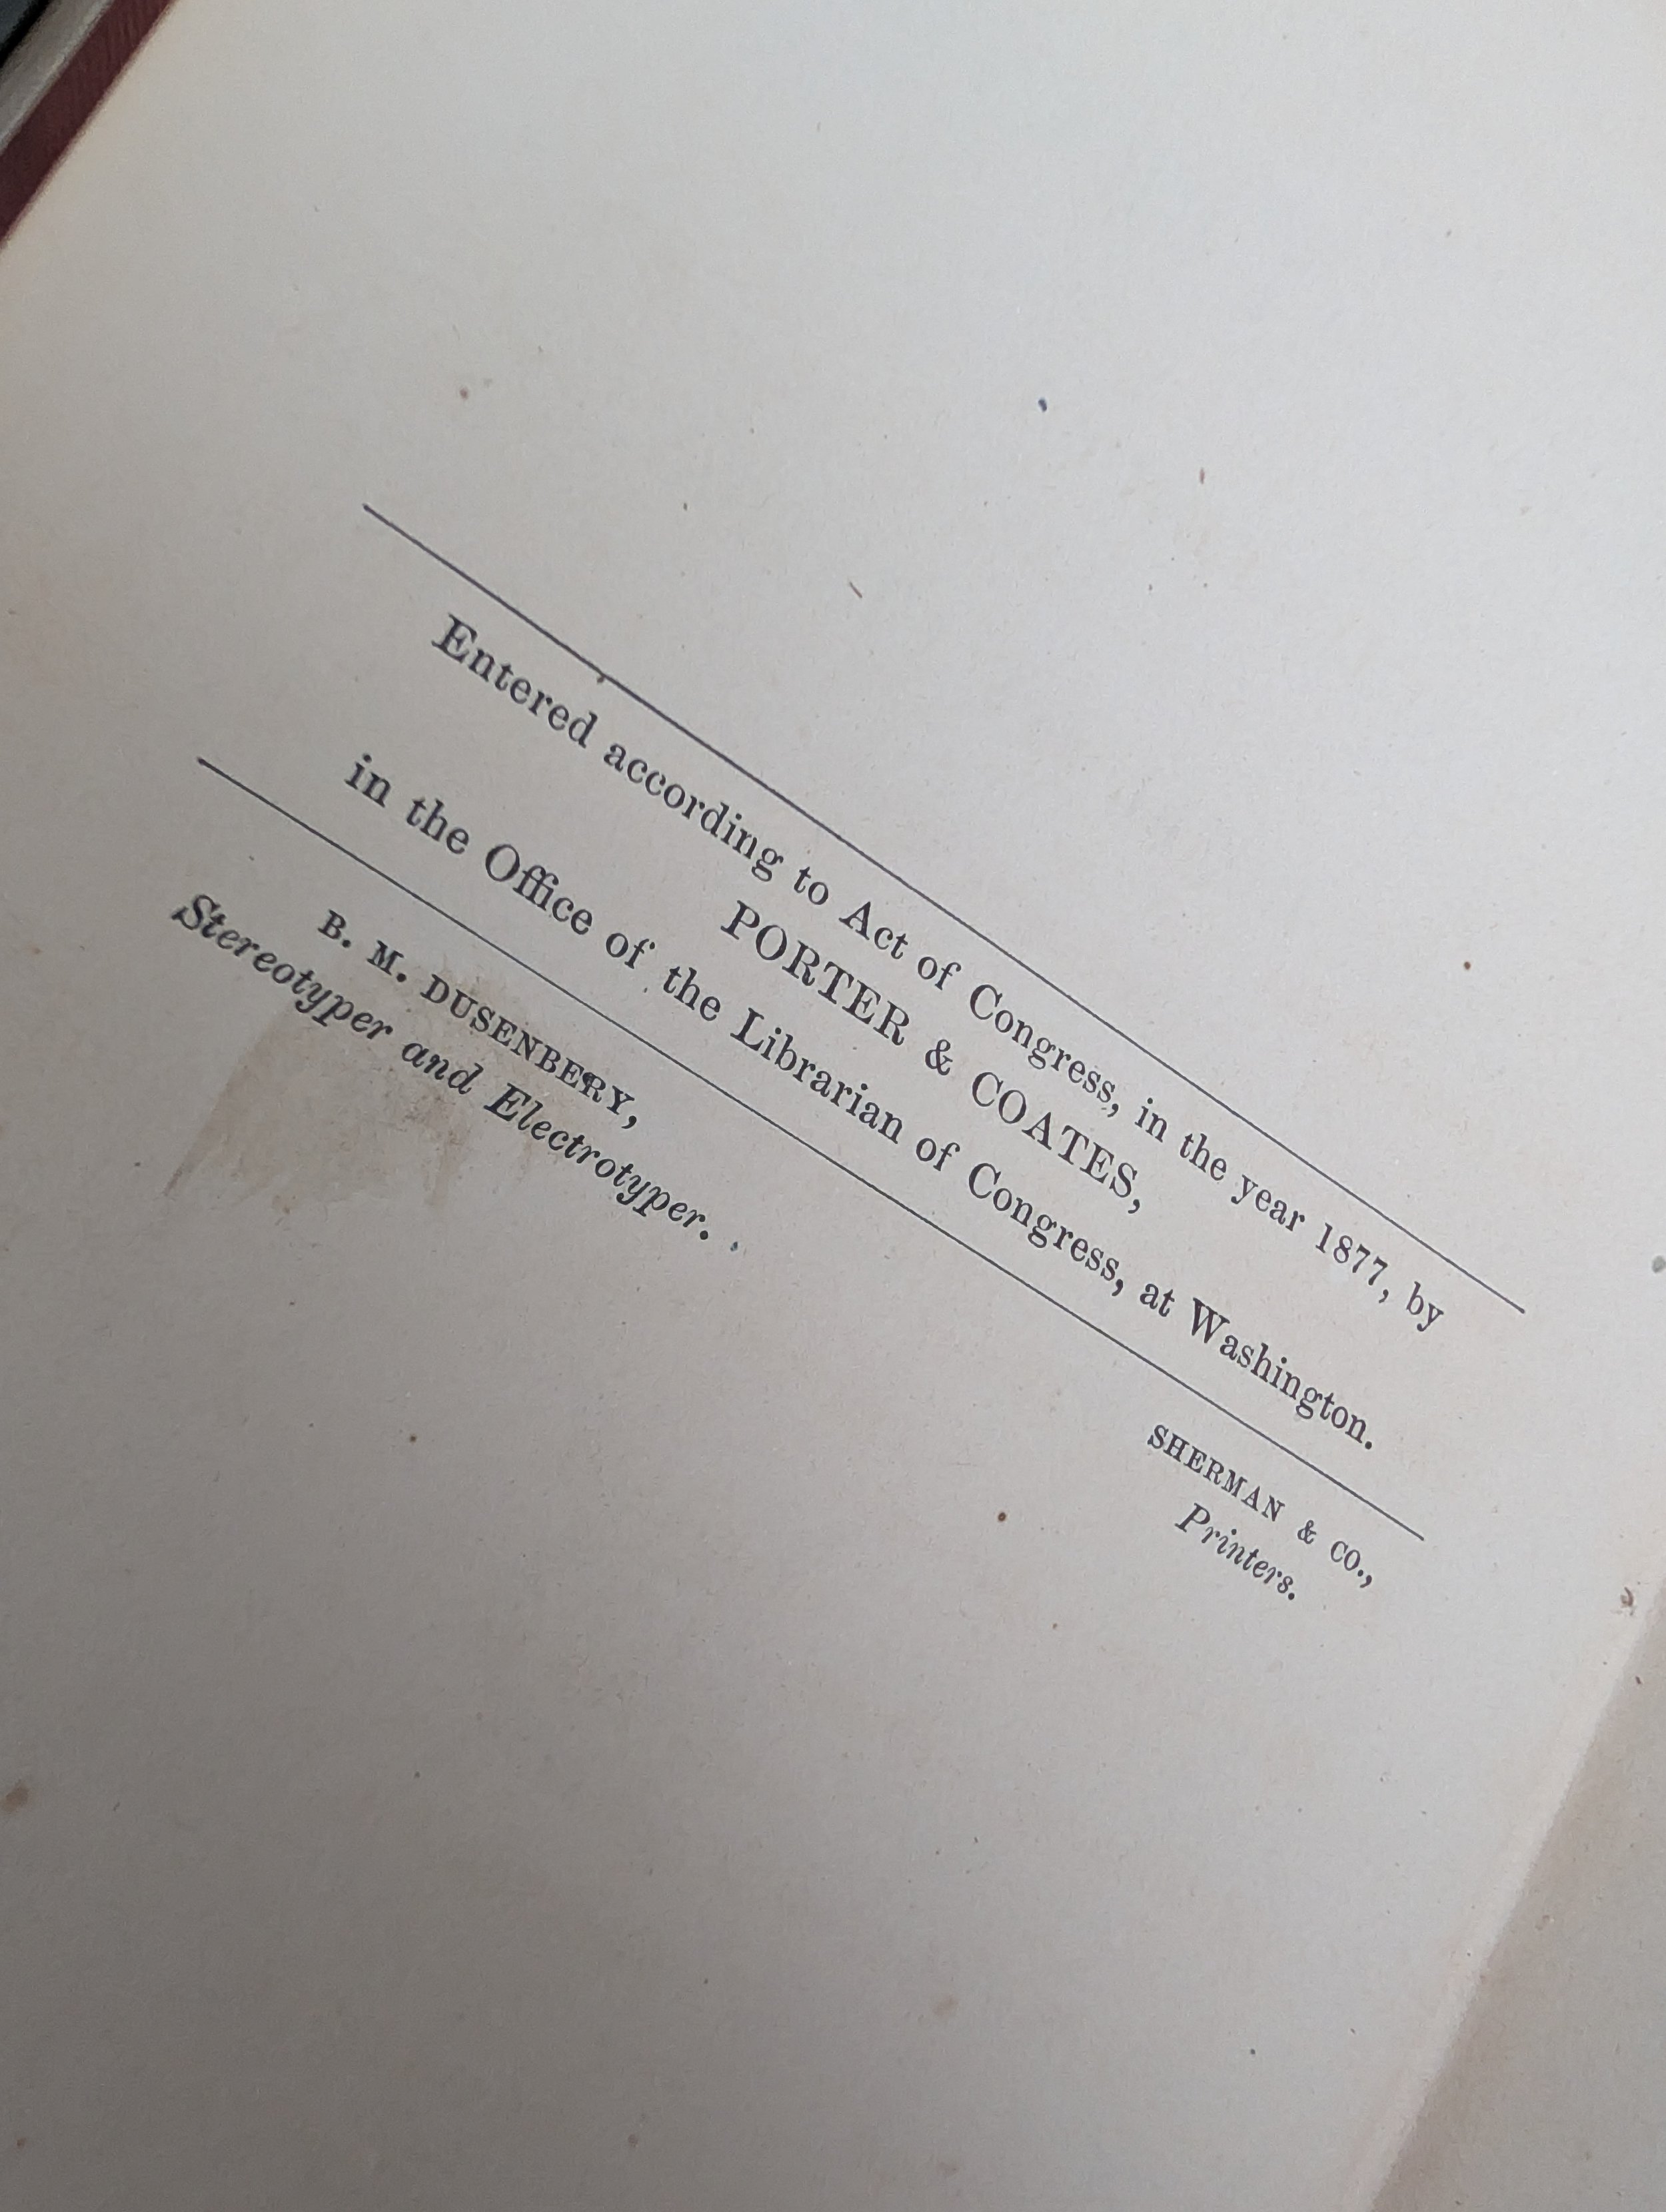 Entered according to Act of Congress, in the year 1877, by
PORTER & COATES,
in the Office of the Librarian of Congress, at Washington.
B. M. DUSENBERY,
Stereotyper and Electrotyper.
SHERMAN & CO.,
Printers.